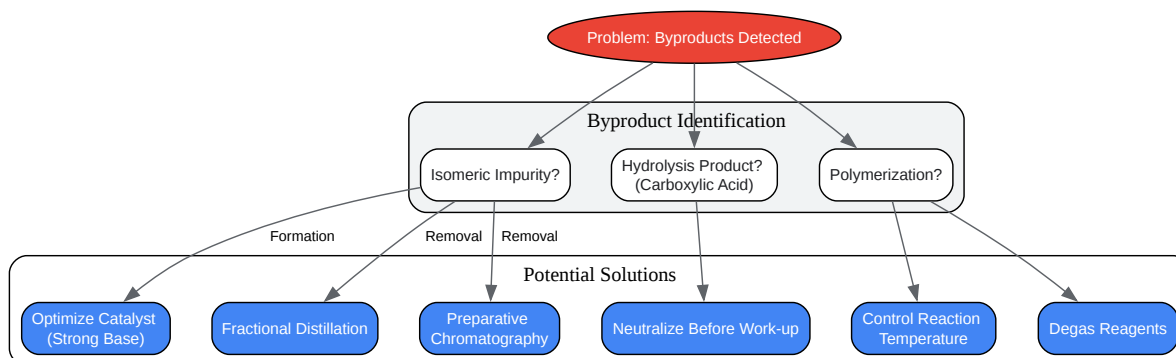 Problem: Byproducts Detected
Byproduct Identification
Isomeric Impurity?
Hydrolysis Product?
(Carboxylic Acid)
Polymerization?
Formation
Removal
Removal
Potential Solutions
Optimize Catalyst
(Strong Base)
Fractional Distillation
Preparative
Chromatography
Neutralize Before Work-up
Control Reaction
Temperature
Degas Reagents